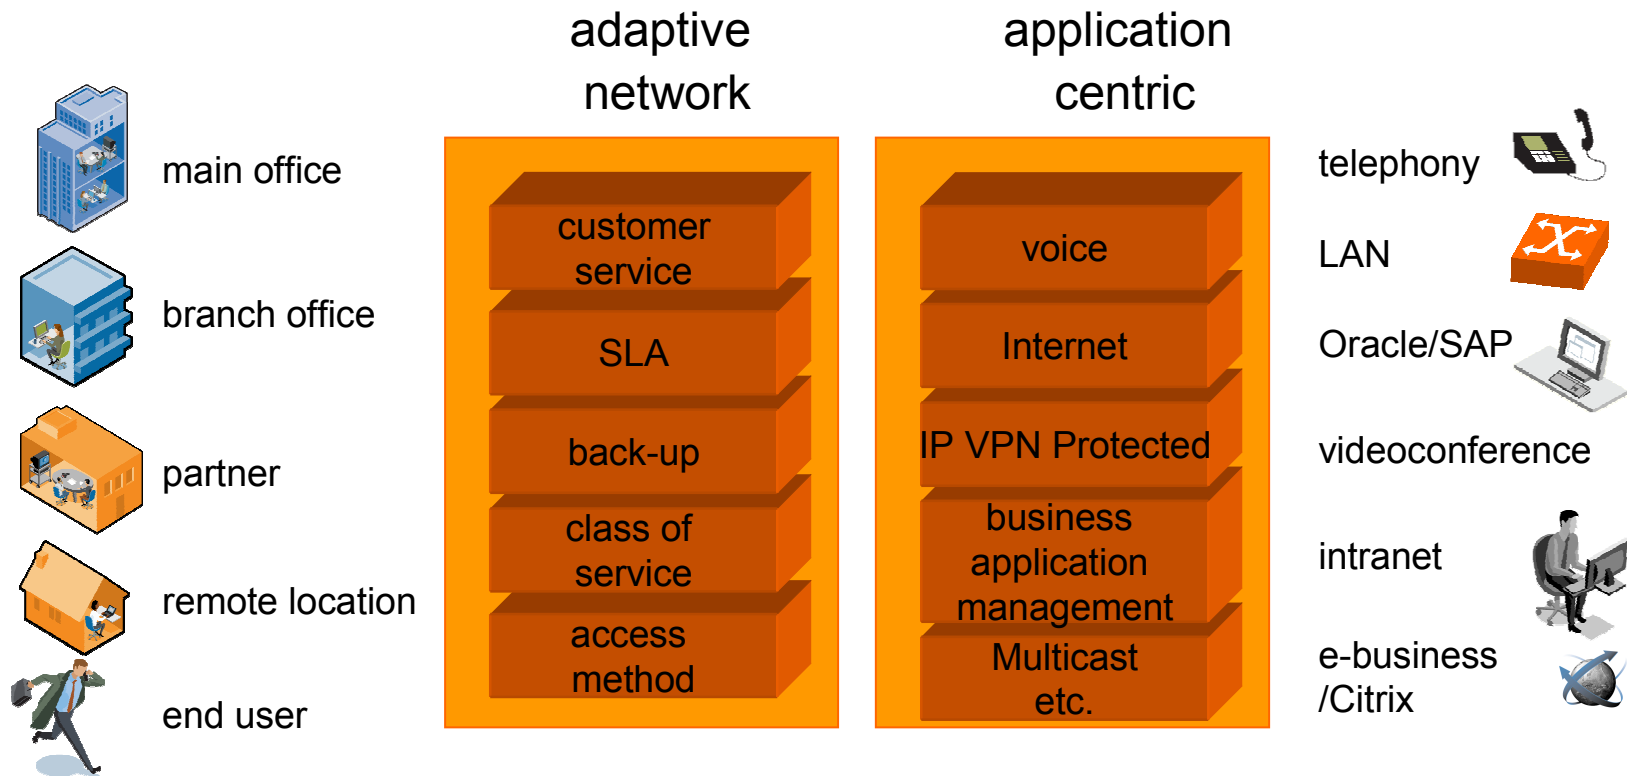 adaptive
network
application
centric
main office
branch office
partner
remote location
end user
customer
service
SLA
back-up
class of
service
access
method
voice
Internet
IP VPN Protected
business
application
management
Multicast
etc.
telephony
LAN
Oracle/SAP
videoconference
intranet
e-business
/Citrix